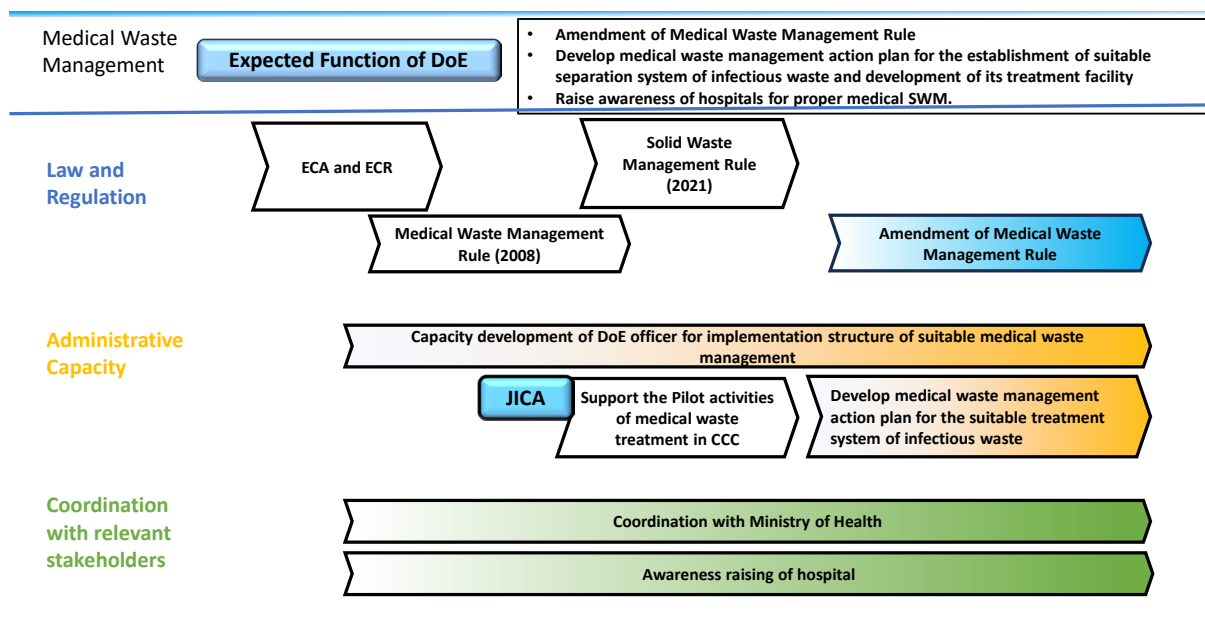 Medical Waste
Management
Expected Function of DoE
• Amendment of Medical Waste Management Rule
• Develop medical waste management action plan for the establishment of suitable
separation system of infectious waste and development of its treatment facility
• Raise awareness of hospitals for proper medical SWM.
Law and
Regulation
ECA and ECR
Solid Waste
Management Rule
(2021)
Medical Waste Management
Rule (2008)
Amendment of Medical Waste
Management Rule
Administrative
Capacity
Capacity development of DoE officer for implementation structure of suitable medical waste
management
JICA
Support the Pilot activities
of medical waste
treatment in CCC
Develop medical waste management
action plan for the suitable treatment
system of infectious waste
Coordination
with relevant
stakeholders
Coordination with Ministry of Health
Awareness raising of hospital